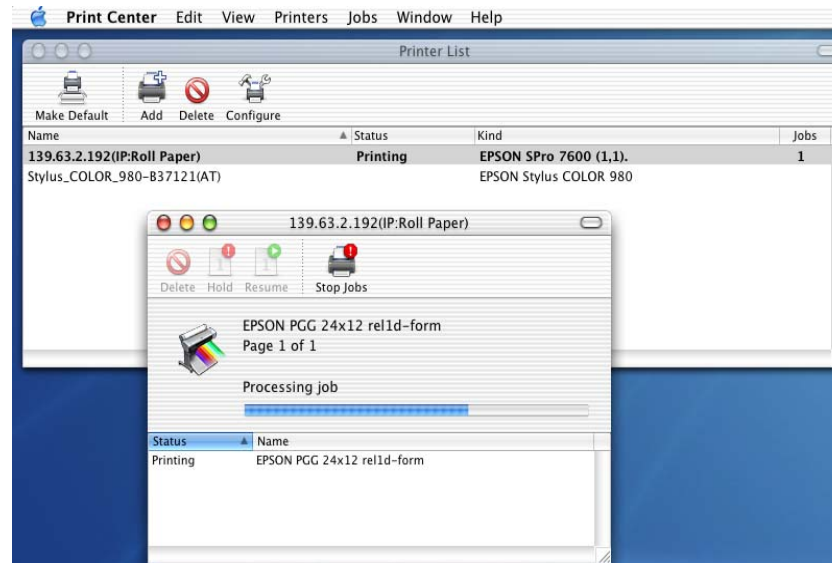 Print Center Edit View Printers Jobs Window Help
Printer List
Make Default Add Delete Configure
Name Status Kind Jobs
139.63.2.192(IP:Roll Paper) Printing EPSON SPro 7600 (1,1). 1
Stylus_COLOR_980-B37121(AT) EPSON Stylus COLOR 980
139.63.2.192(IP:Roll Paper)
Delete Hold Resume Stop Jobs
EPSON PGG 24x12 rel1d-form
Page 1 of 1
Processing job
Status Name
Printing EPSON PGG 24x12 rel1d-form